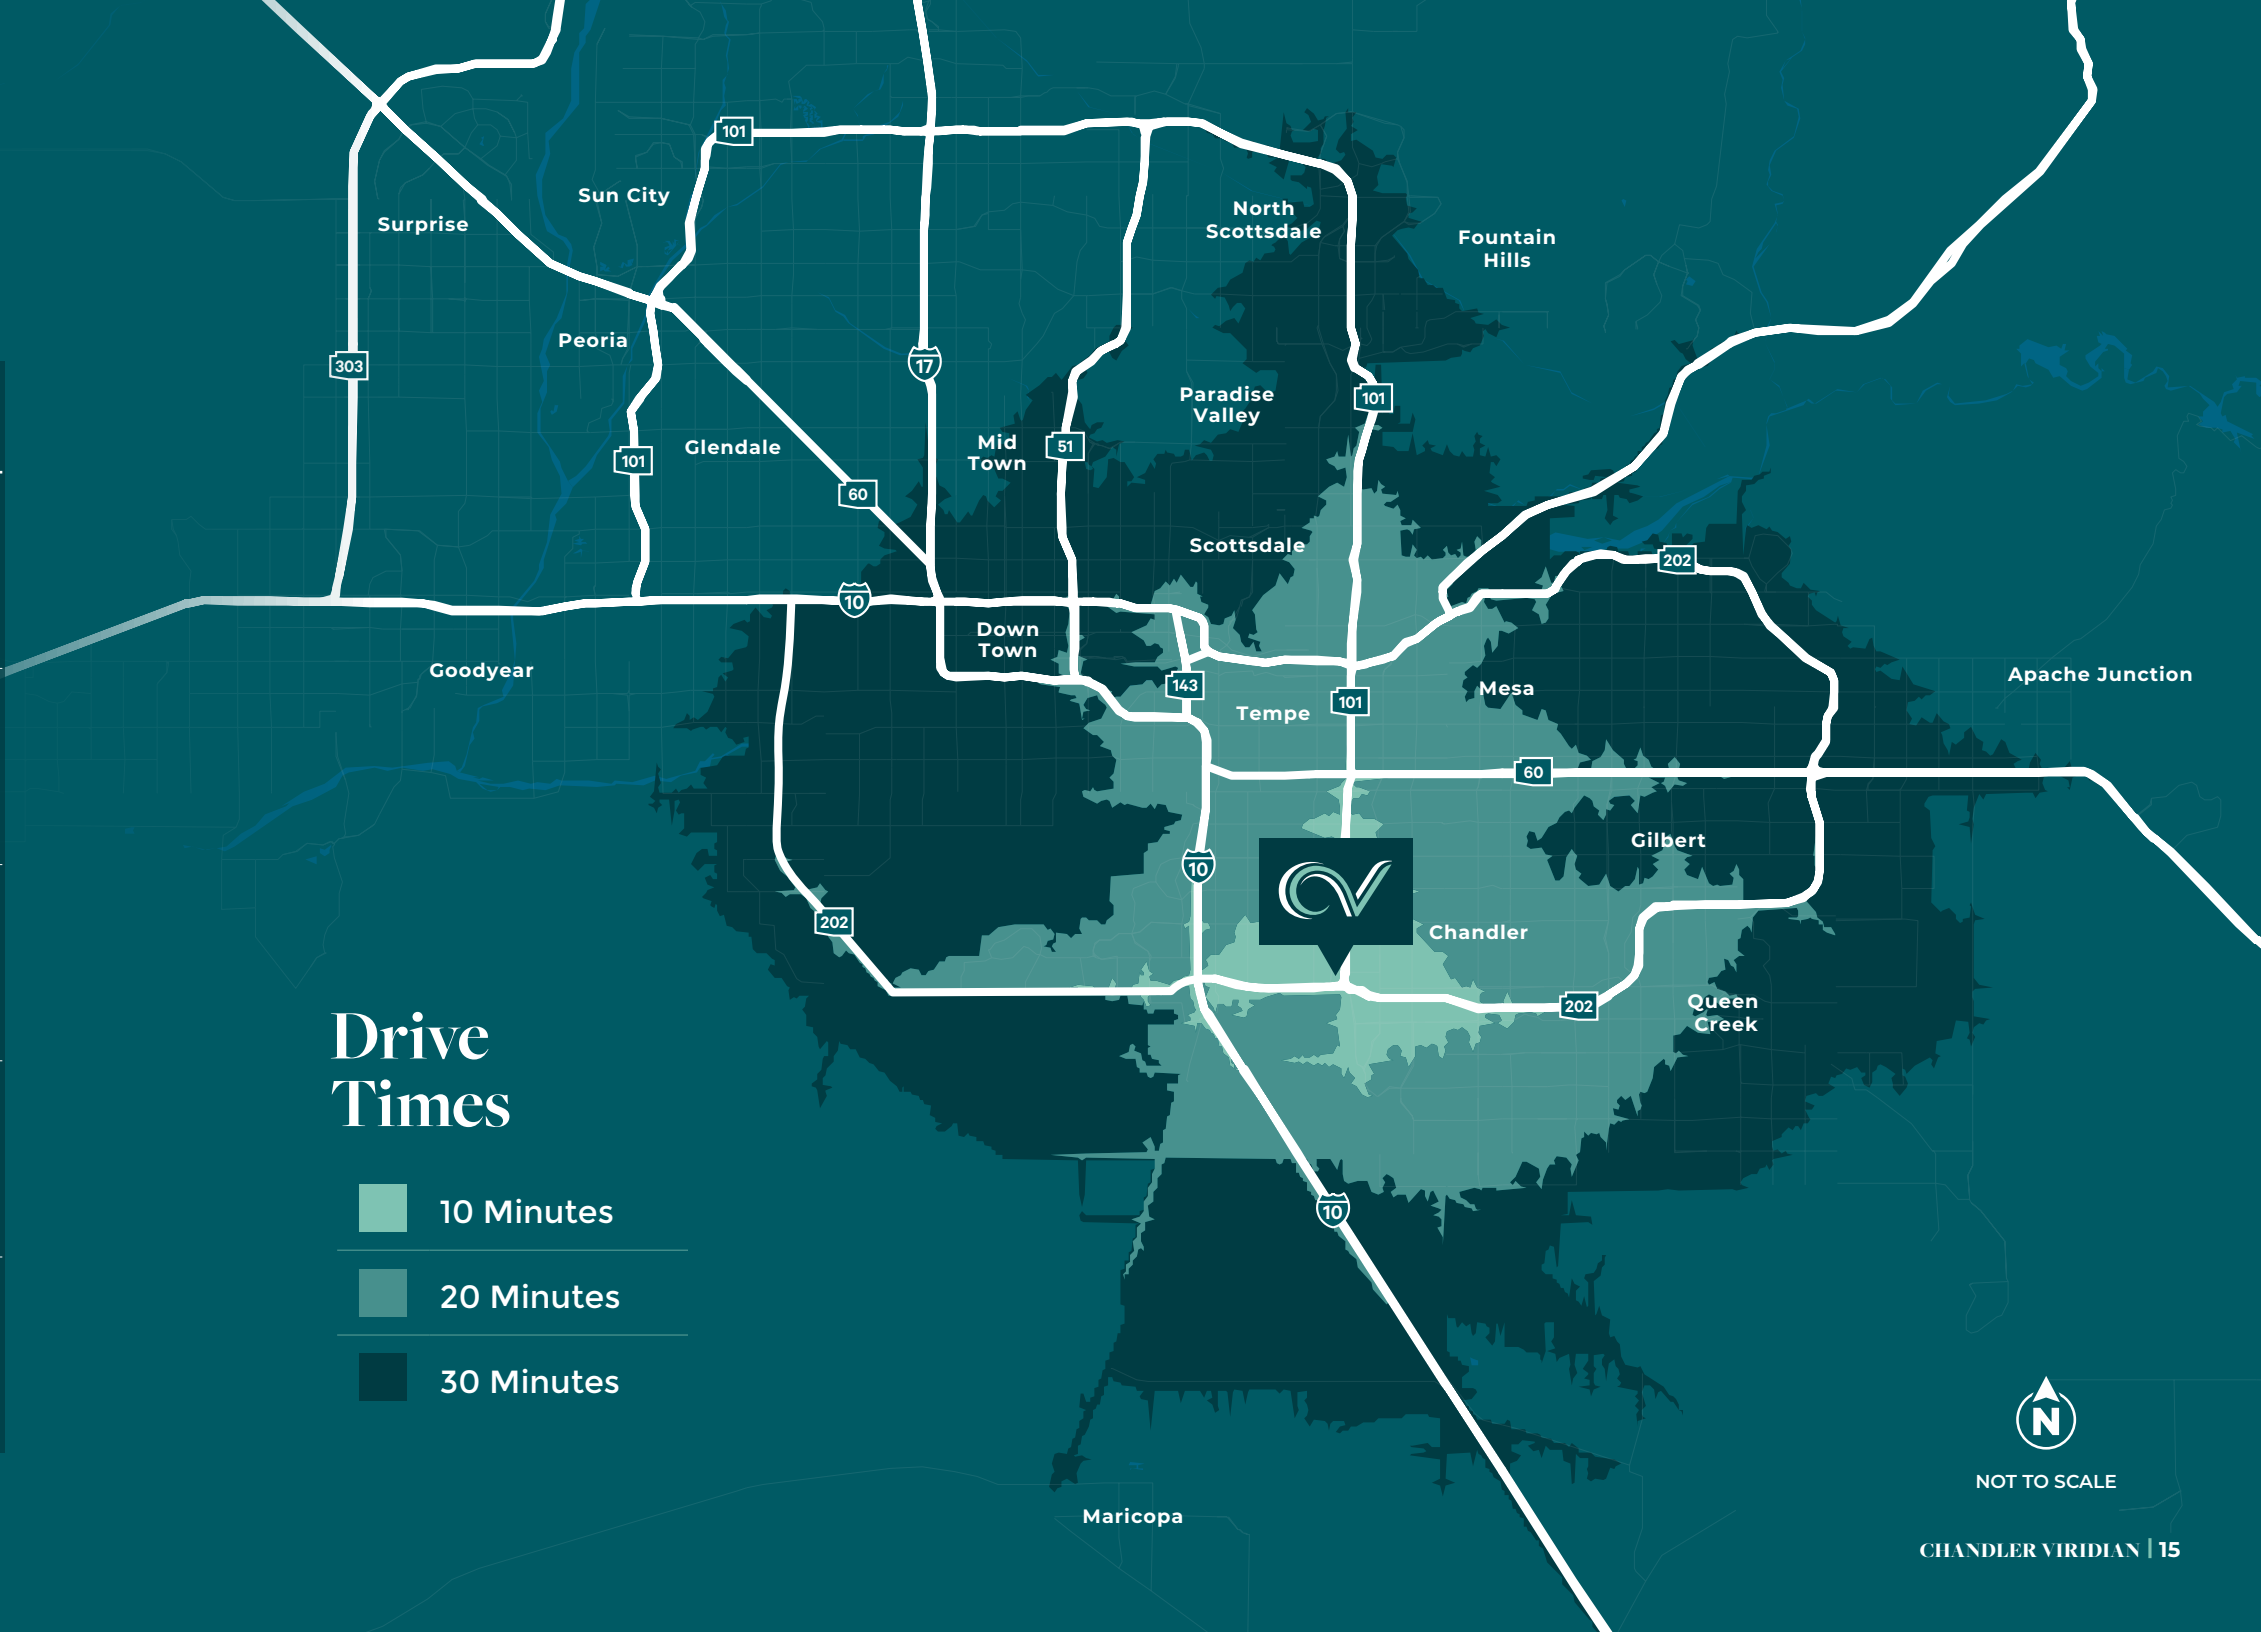 101
Sun City
Surprise
North
Scottsdale
Fountain
Hills
Peoria
303
17
Paradise
Valley
101
Glendale
101
Mid
Town
51
60
Scottsdale
202
10
Down
Town
Goodyear
143
Tempe
101
Mesa
Apache Junction
60
Gilbert
10
CV
202
Chandler
202
Queen
Creek
Drive
Times
10 Minutes
20 Minutes
30 Minutes
10
Maricopa
N
NOT TO SCALE
CHANDLER VIRIDIAN | 15